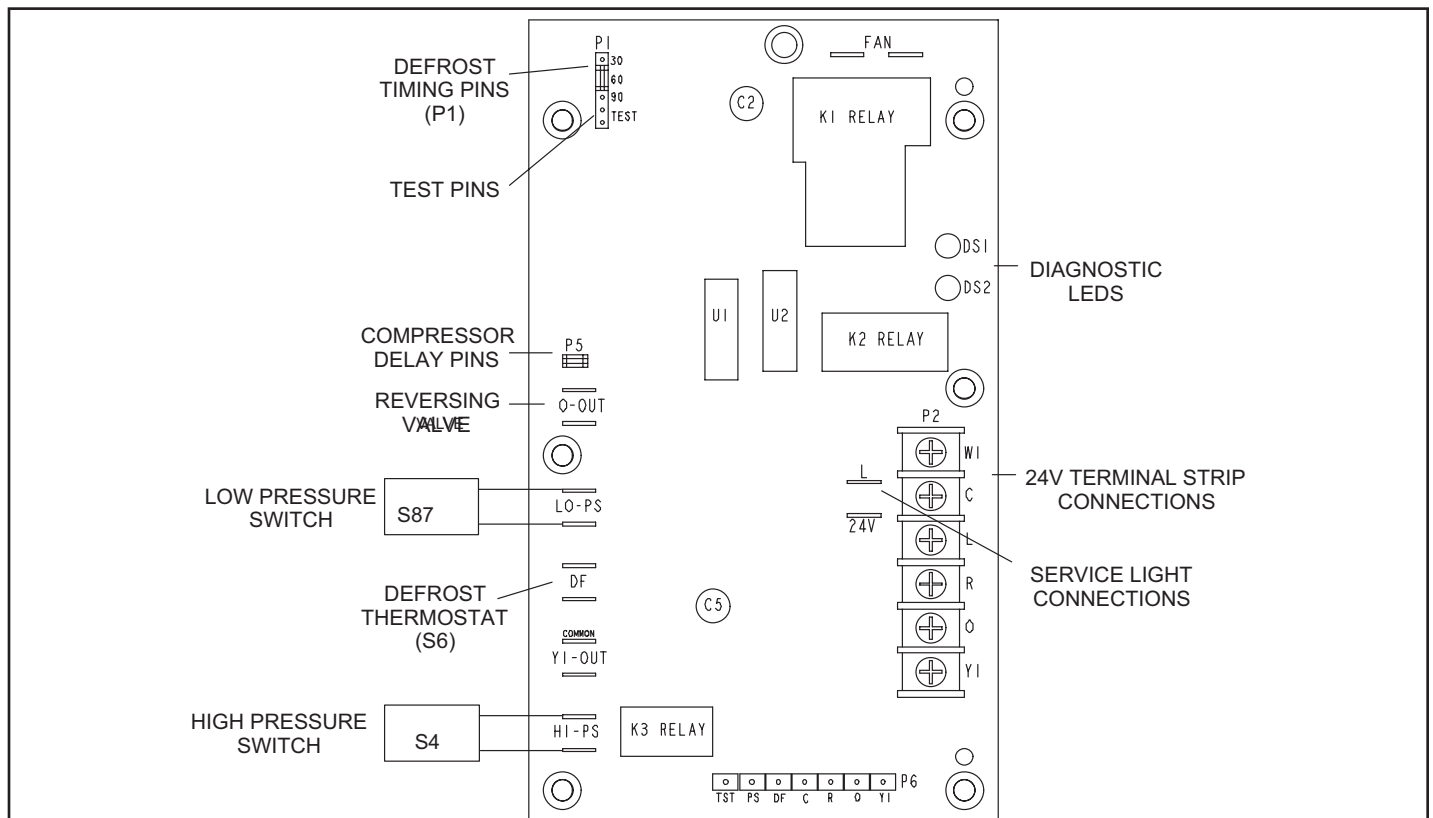 P1
30
60
90
TEST
DEFROST
TIMING PINS
(P1)
TEST PINS
FAN
C2
K1 RELAY
DS1
DS2
DIAGNOSTIC
LEDS
U1
U2
K2 RELAY
COMPRESSOR
DELAY PINS
P5
REVERSING
VALVE
O-OUT
LOW PRESSURE
SWITCH
S87
LO-PS
DEFROST
THERMOSTAT
(S6)
DF
COMMON
Y1-OUT
HIGH PRESSURE
SWITCH
S4
HI-PS
K3 RELAY
C5
P2
W1
C
L
R
O
Y1
L
24V
24V TERMINAL STRIP
CONNECTIONS
SERVICE LIGHT
CONNECTIONS
P6
TST PS DF C R O Y1